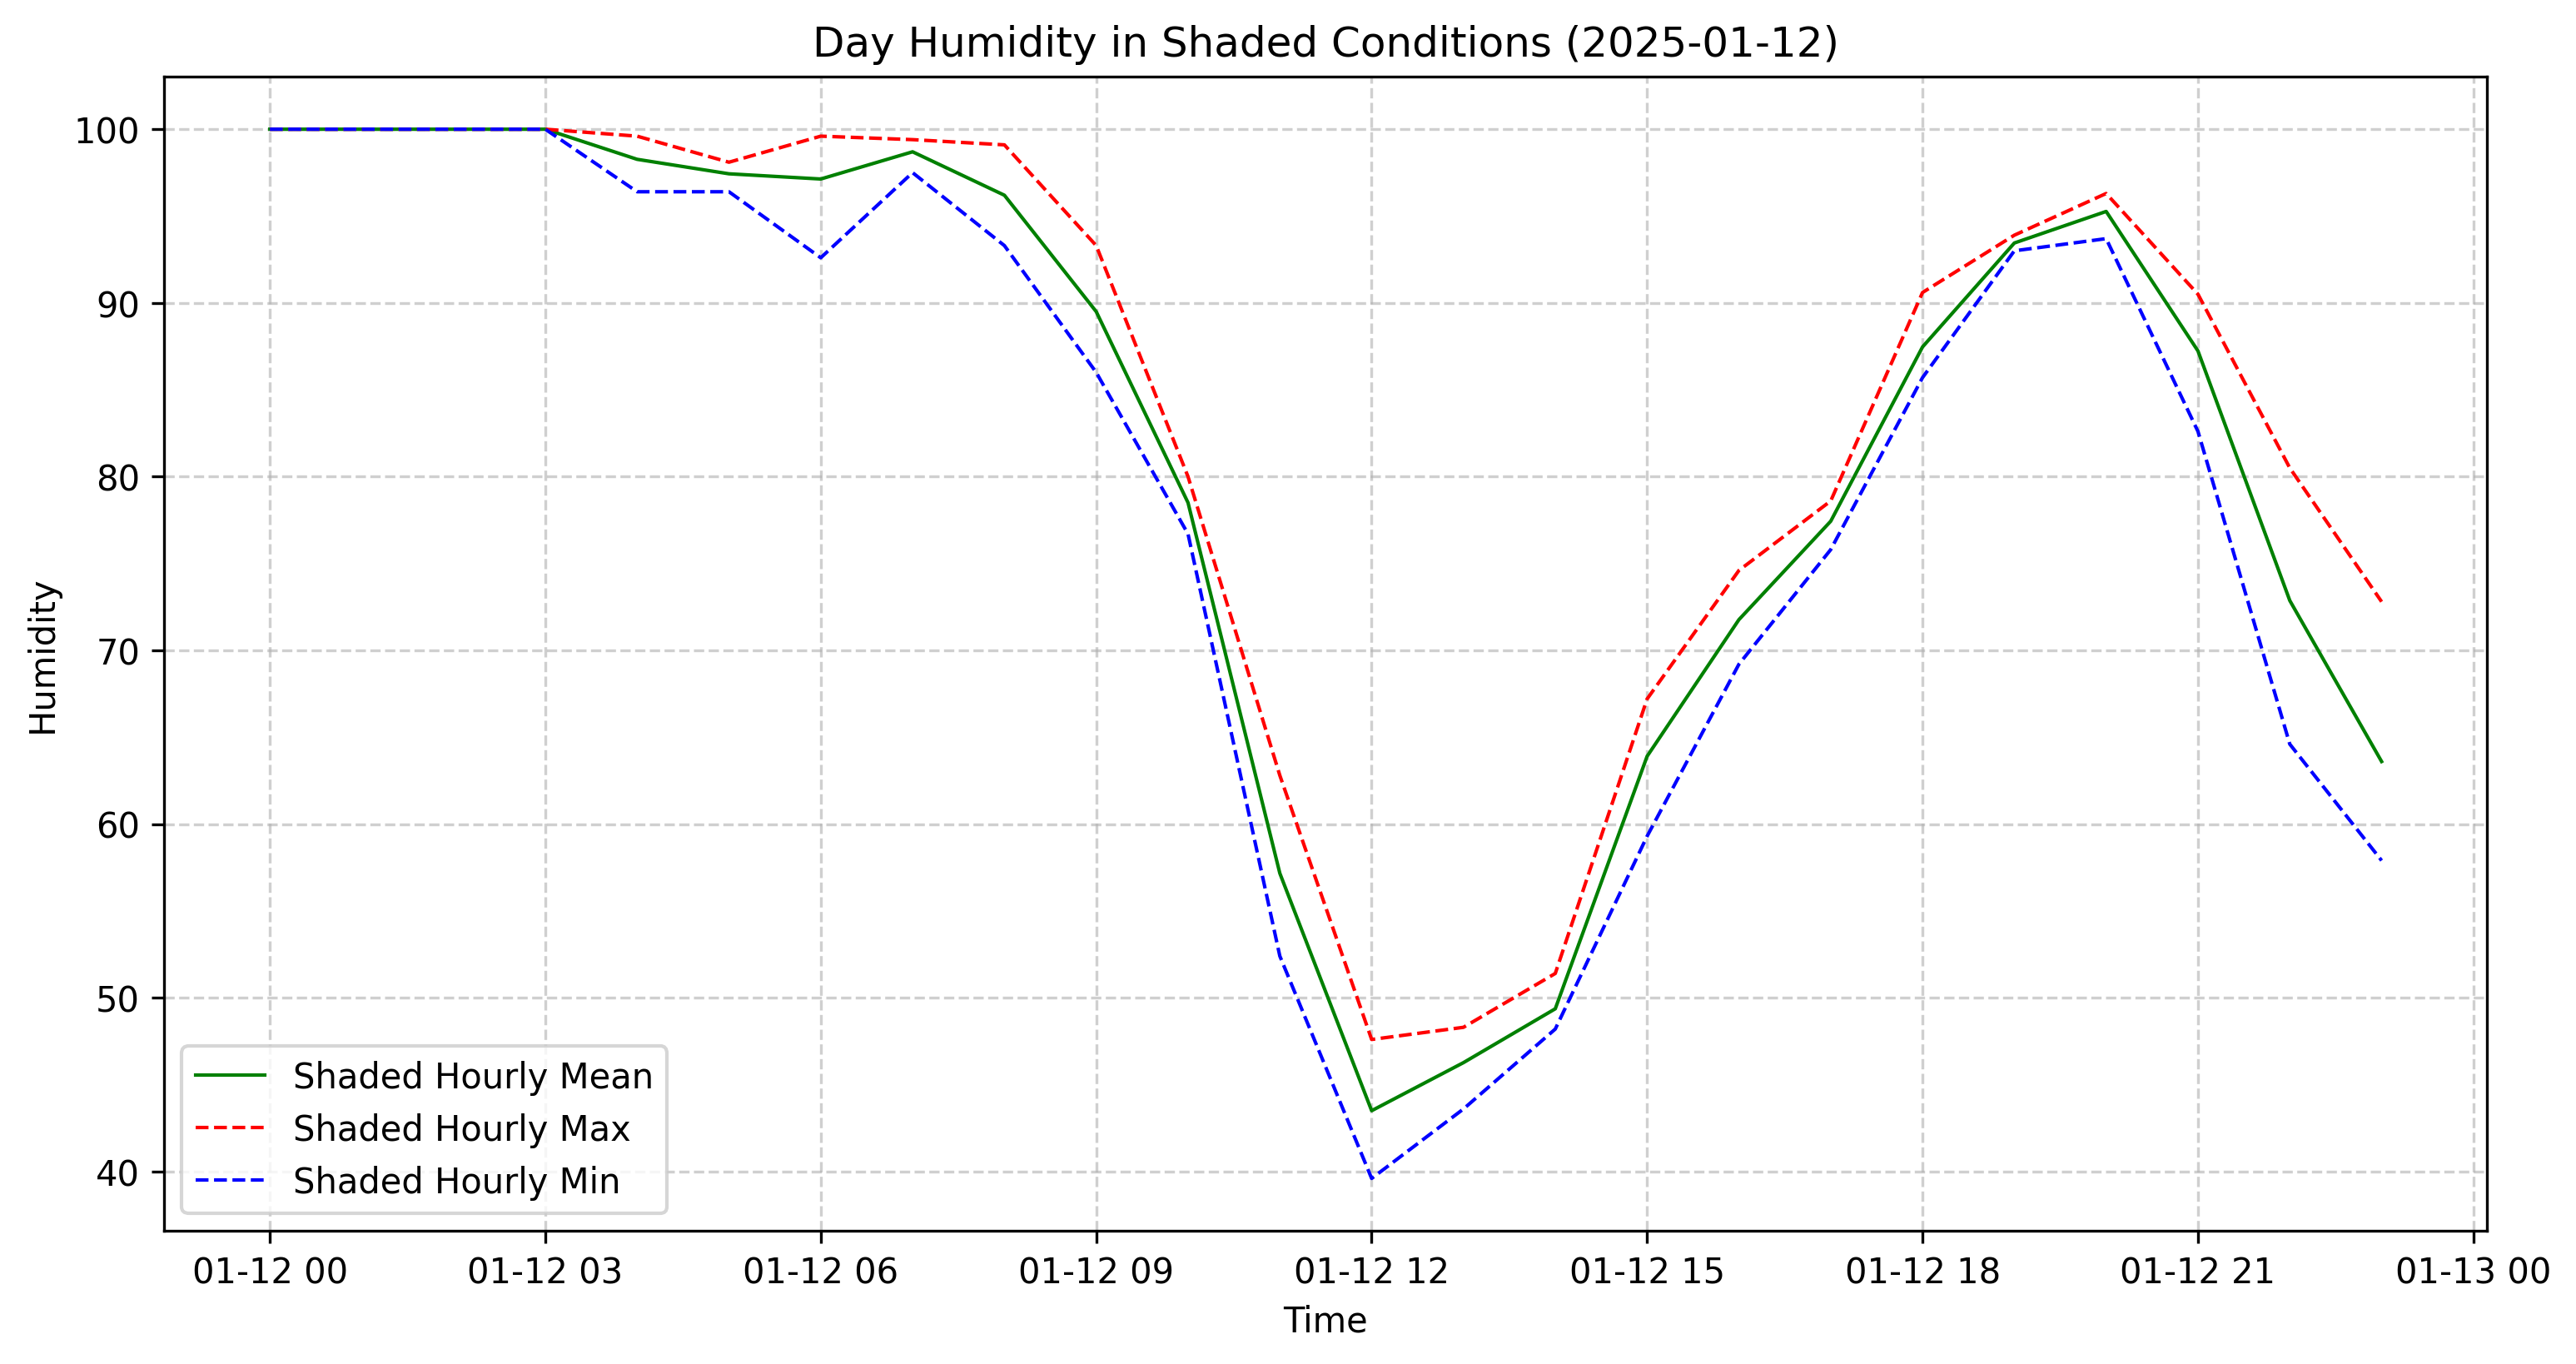 Day Humidity in Shaded Conditions (2025-01-12)
Humidity
100
90
80
70
60
50
40
Shaded Hourly Mean
Shaded Hourly Max
Shaded Hourly Min
01-12 00 01-12 03 01-12 06 01-12 09 01-12 12 01-12 15 01-12 18 01-12 21 01-13 00
Time